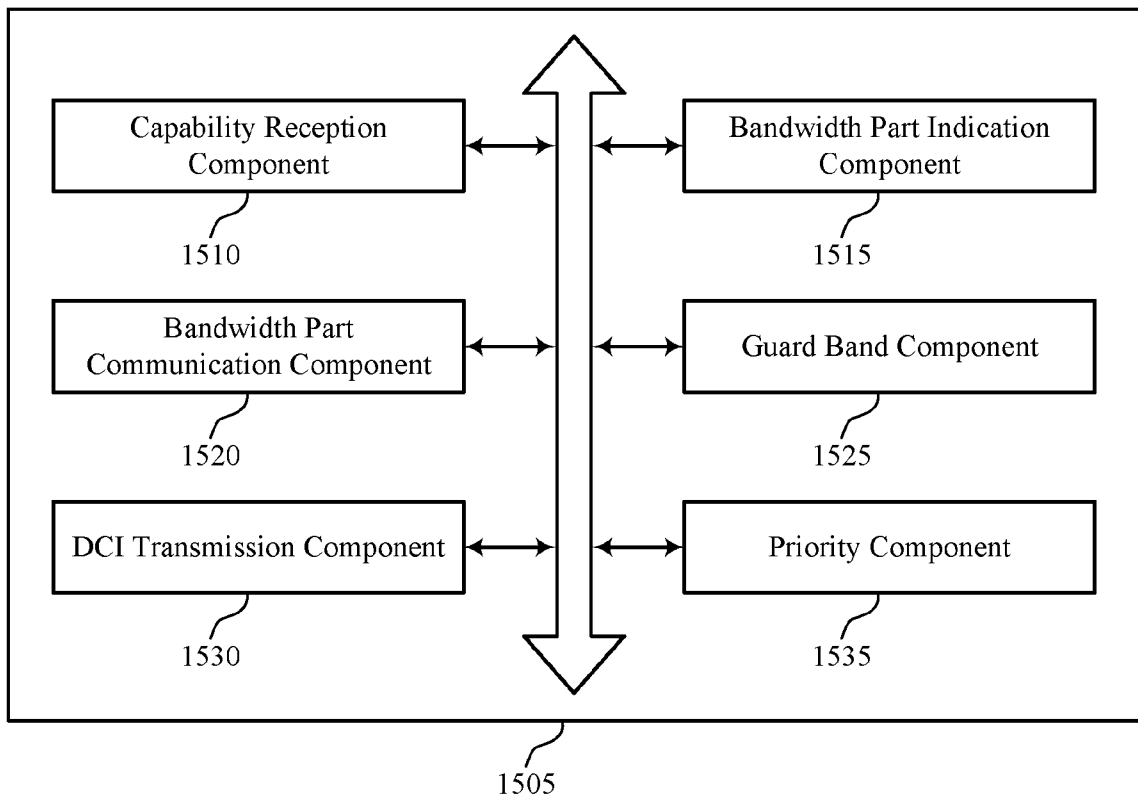 Capability Reception
Component
1510
Bandwidth Part Indication
Component
1515
Bandwidth Part
Communication Component
1520
Guard Band Component
1525
DCI Transmission Component
1530
Priority Component
1535
1505